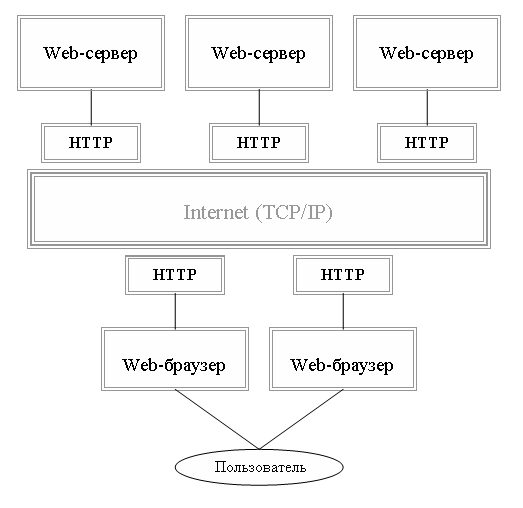 Web-сервер Web-сервер Web-сервер
HTTP HTTP HTTP
Internet (TCP/IP)
HTTP HTTP
Web-браузер Web-браузер
Пользователь